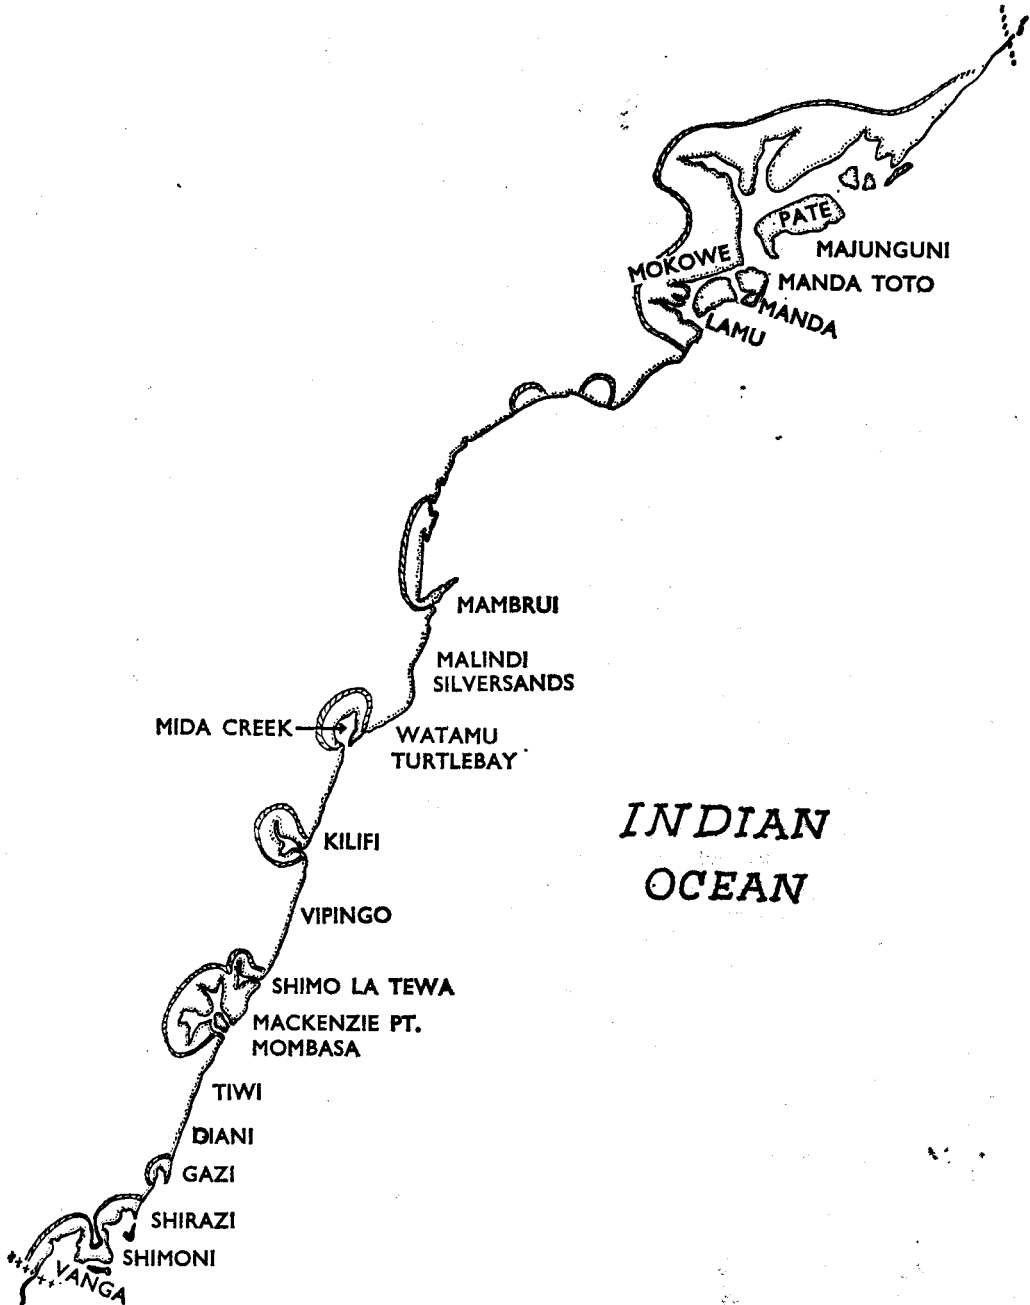 PATE
MAJUNGUNI
MOKOWE
MANDA TOTO
MANDA
LAMU
MAMBRUI
MALINDI
SILVERSANDS
MIDA CREEK
WATAMU
TURTLEBAY
INDIAN
OCEAN
KILIFI
VIPINGO
SHIMO LA TEWA
MACKENZIE PT.
MOMBASA
TIWI
DIANI
GAZI
SHIRAZI
SHIMONI
VANGA